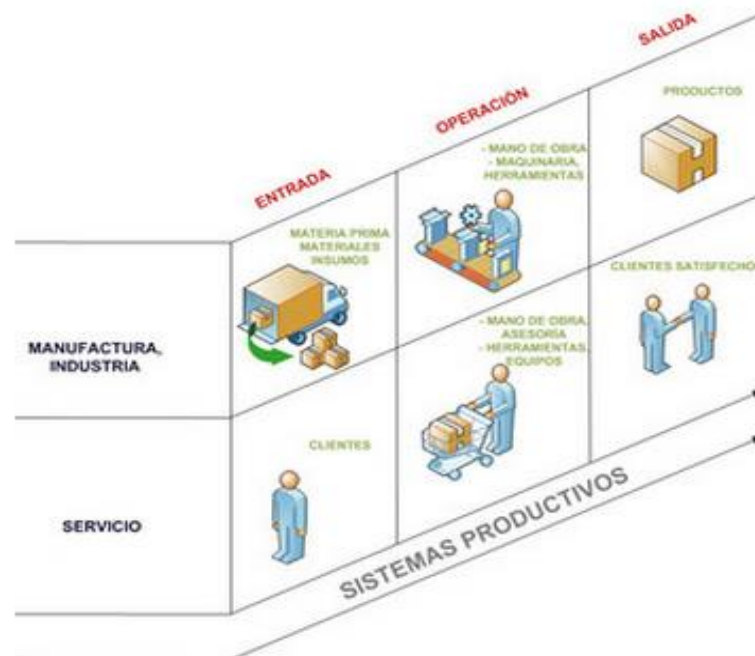 SALIDA
OPERACIÓN
ENTRADA
PRODUCTOS
- MANO DE OBRA
- MAQUINARIA,
HERRAMIENTAS
MATERIA PRIMA
MATERIALES
INSUMOS
MANUFACTURA,
INDUSTRIA
CLIENTES SATISFECHO
- MANO DE OBRA,
ASESORÍA
- HERRAMIENTAS,
EQUIPOS
CLIENTES
SERVICIO
SISTEMAS PRODUCTIVOS